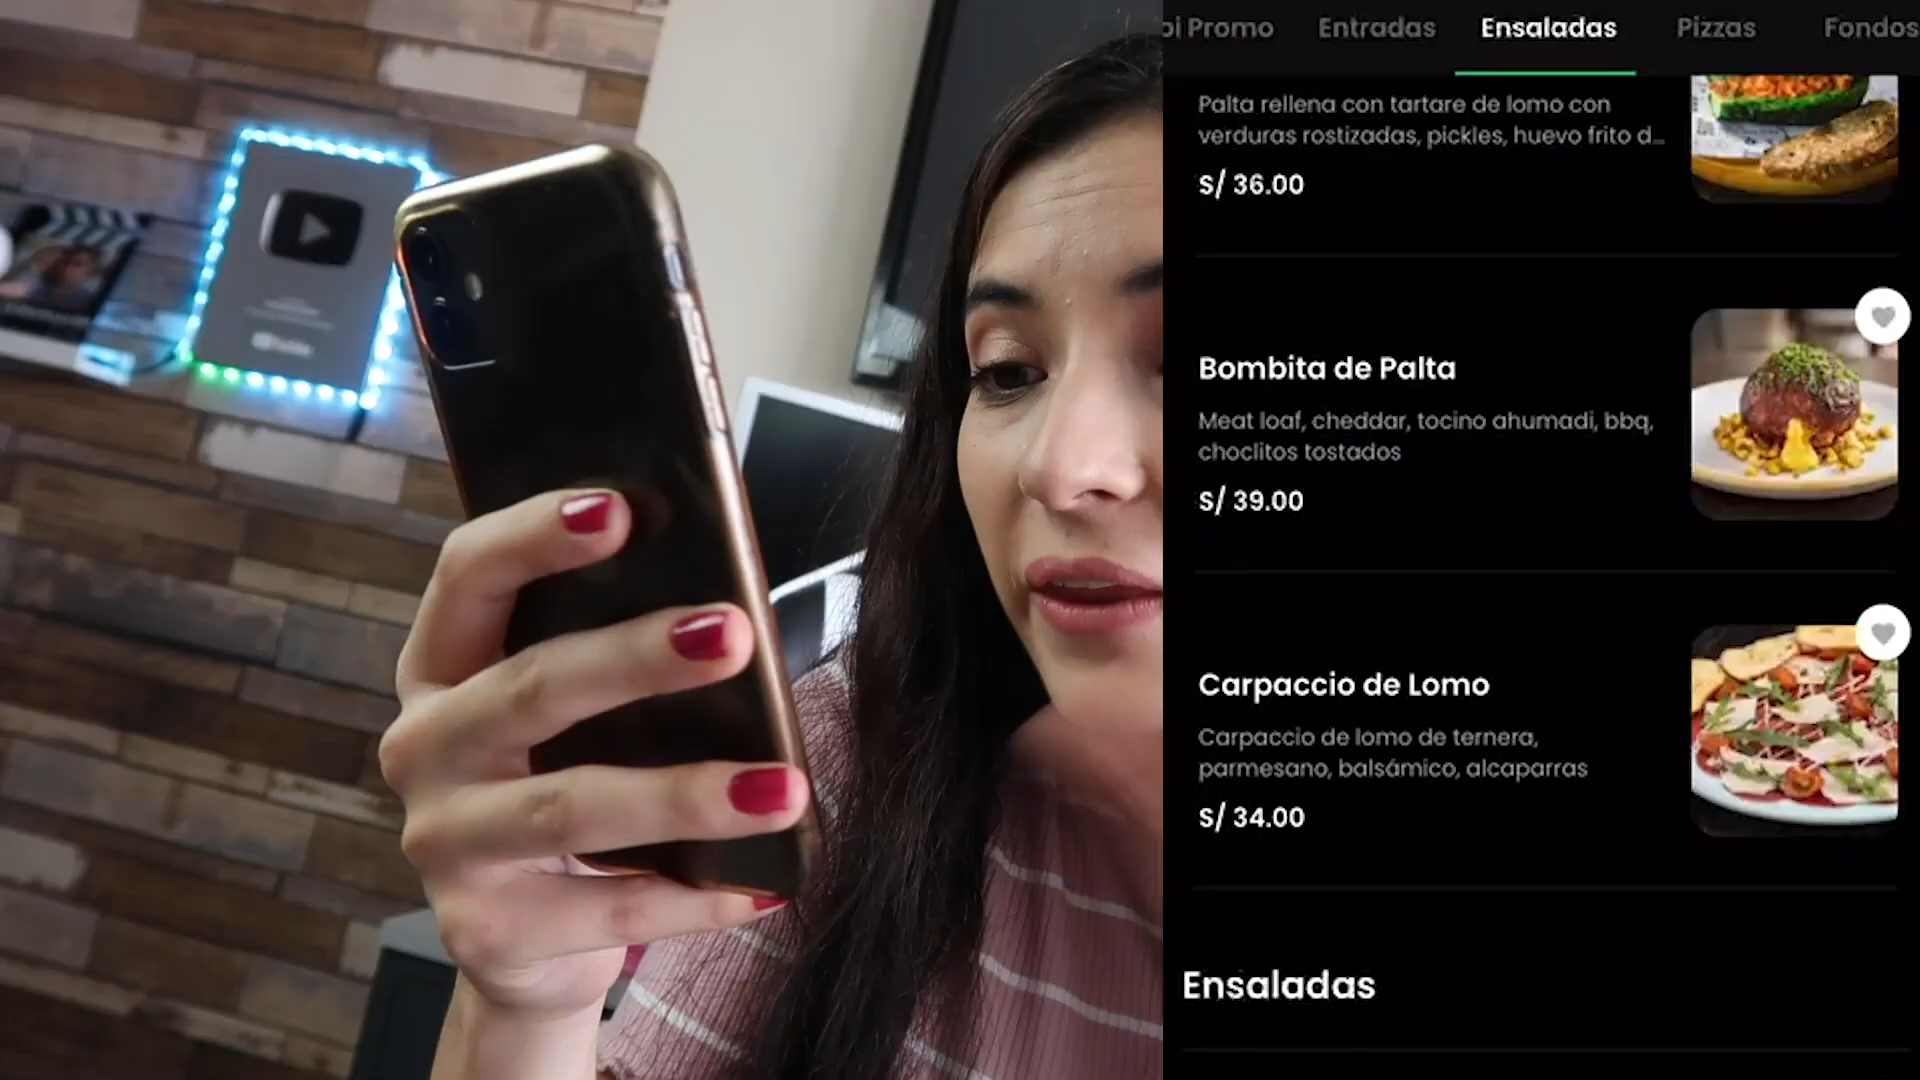 oi Promo Entradas Ensaladas Pizzas Fondos
Palta rellena con tartare de lomo con
verduras rostizadas, pickles, huevo frito d...
S/ 36.00
Bombita de Palta
Meat loaf, cheddar, tocino ahumadi, bbq,
choclitos tostados
S/ 39.00
Carpaccio de Lomo
Carpaccio de lomo de ternera,
parmesano, balsámico, alcaparras
S/ 34.00
Ensaladas